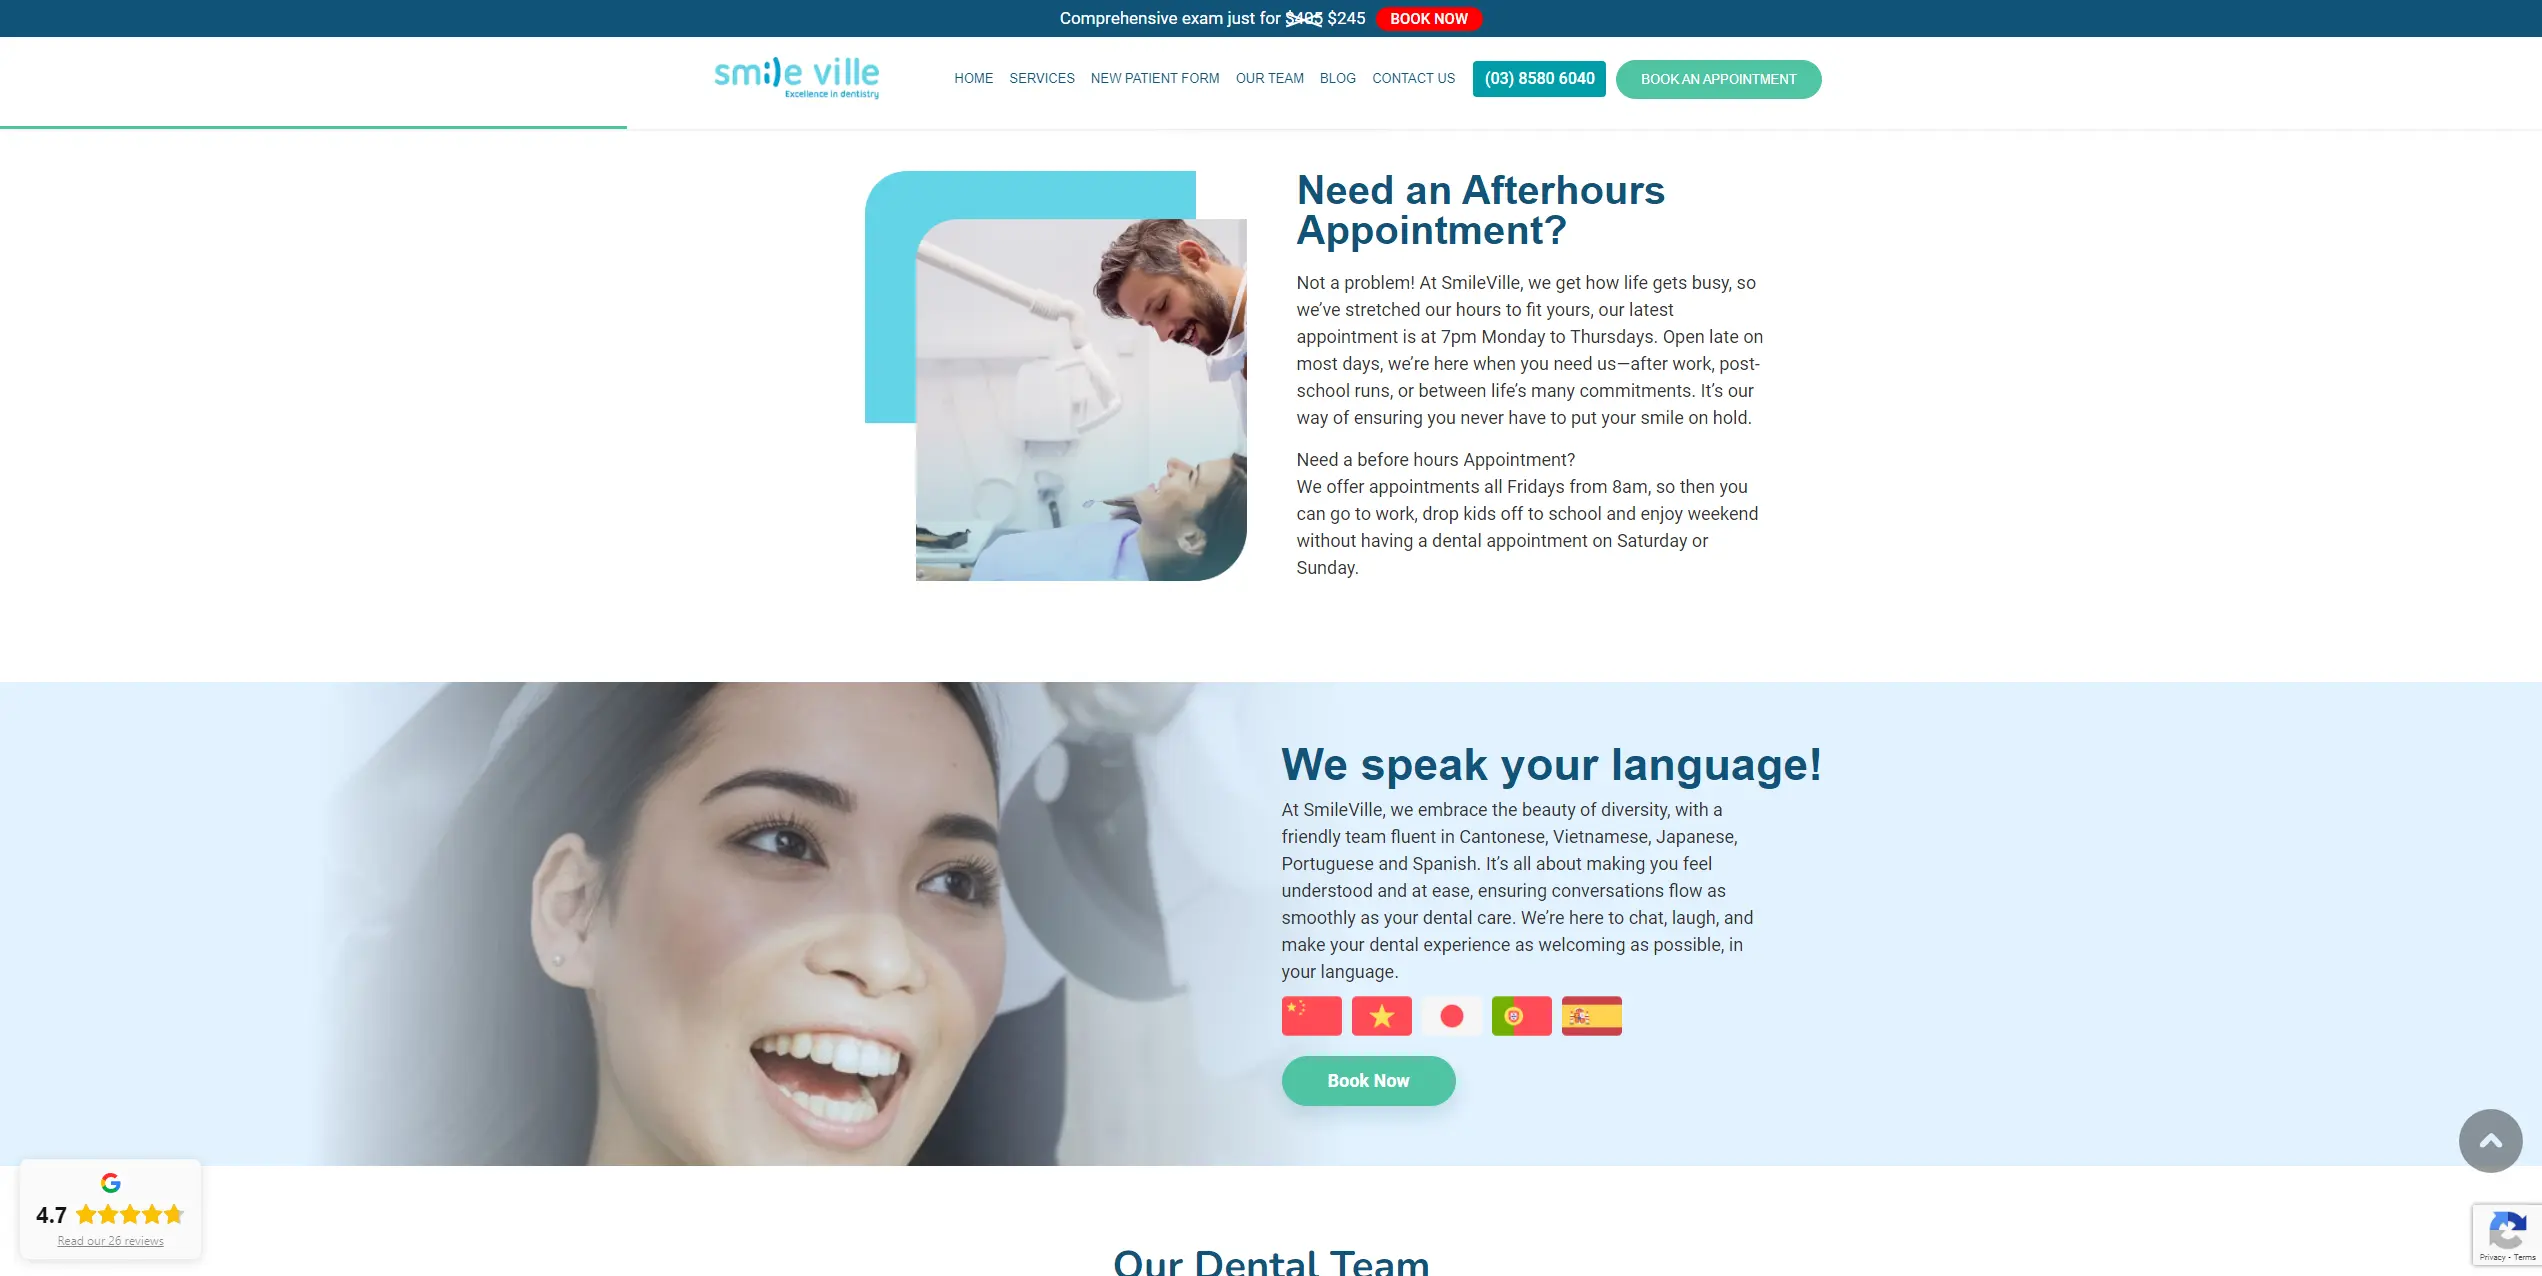 Comprehensive exam just for $495 $245 BOOK NOW
smile ville
Excellence in dentistry
HOME SERVICES NEW PATIENT FORM OUR TEAM BLOG CONTACT US (03) 8580 6040 BOOK AN APPOINTMENT
Need an Afterhours
Appointment?
Not a problem! At SmileVille, we get how life gets busy, so
we’ve stretched our hours to fit yours, our latest
appointment is at 7pm Monday to Thursdays. Open late on
most days, we’re here when you need us—after work, post-
school runs, or between life’s many commitments. It’s our
way of ensuring you never have to put your smile on hold.
Need a before hours Appointment?
We offer appointments all Fridays from 8am, so then you
can go to work, drop kids off to school and enjoy weekend
without having a dental appointment on Saturday or
Sunday.
We speak your language!
At SmileVille, we embrace the beauty of diversity, with a
friendly team fluent in Cantonese, Vietnamese, Japanese,
Portuguese and Spanish. It’s all about making you feel
understood and at ease, ensuring conversations flow as
smoothly as your dental care. We’re here to chat, laugh, and
make your dental experience as welcoming as possible, in
your language.
Book Now
4.7
Read our 26 reviews
Privacy - Terms
Our Dental Team